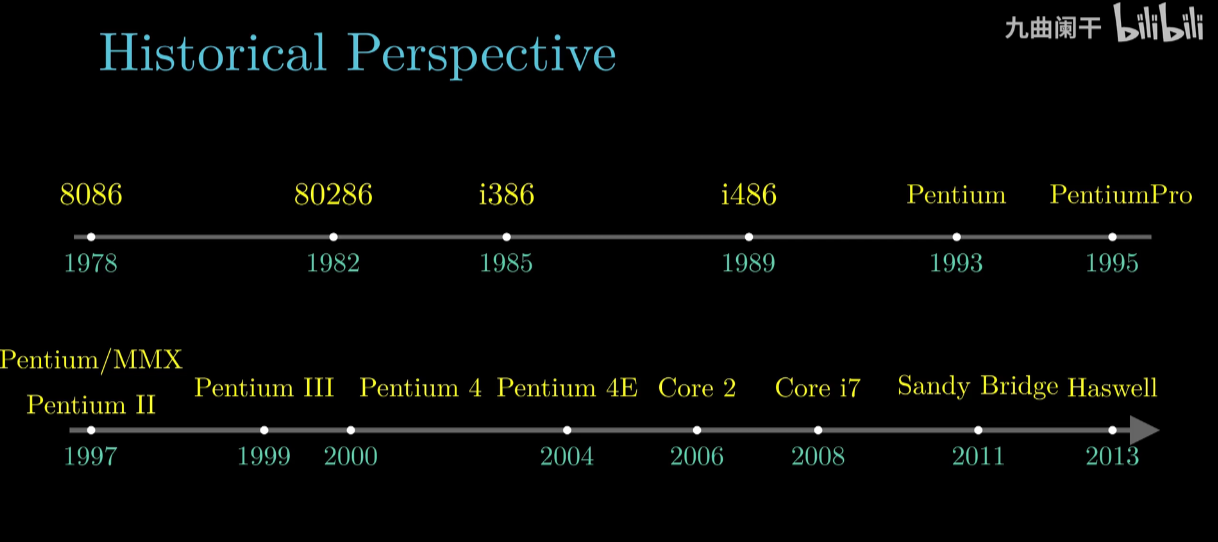 九曲阑干 bilibili
Historical Perspective
8086 80286 i386 i486 Pentium PentiumPro
1978 1982 1985 1989 1993 1995
Pentium/MMX
Pentium II Pentium III Pentium 4 Pentium 4E Core 2 Core i7 Sandy Bridge Haswell
1997 1999 2000 2004 2006 2008 2011 2013